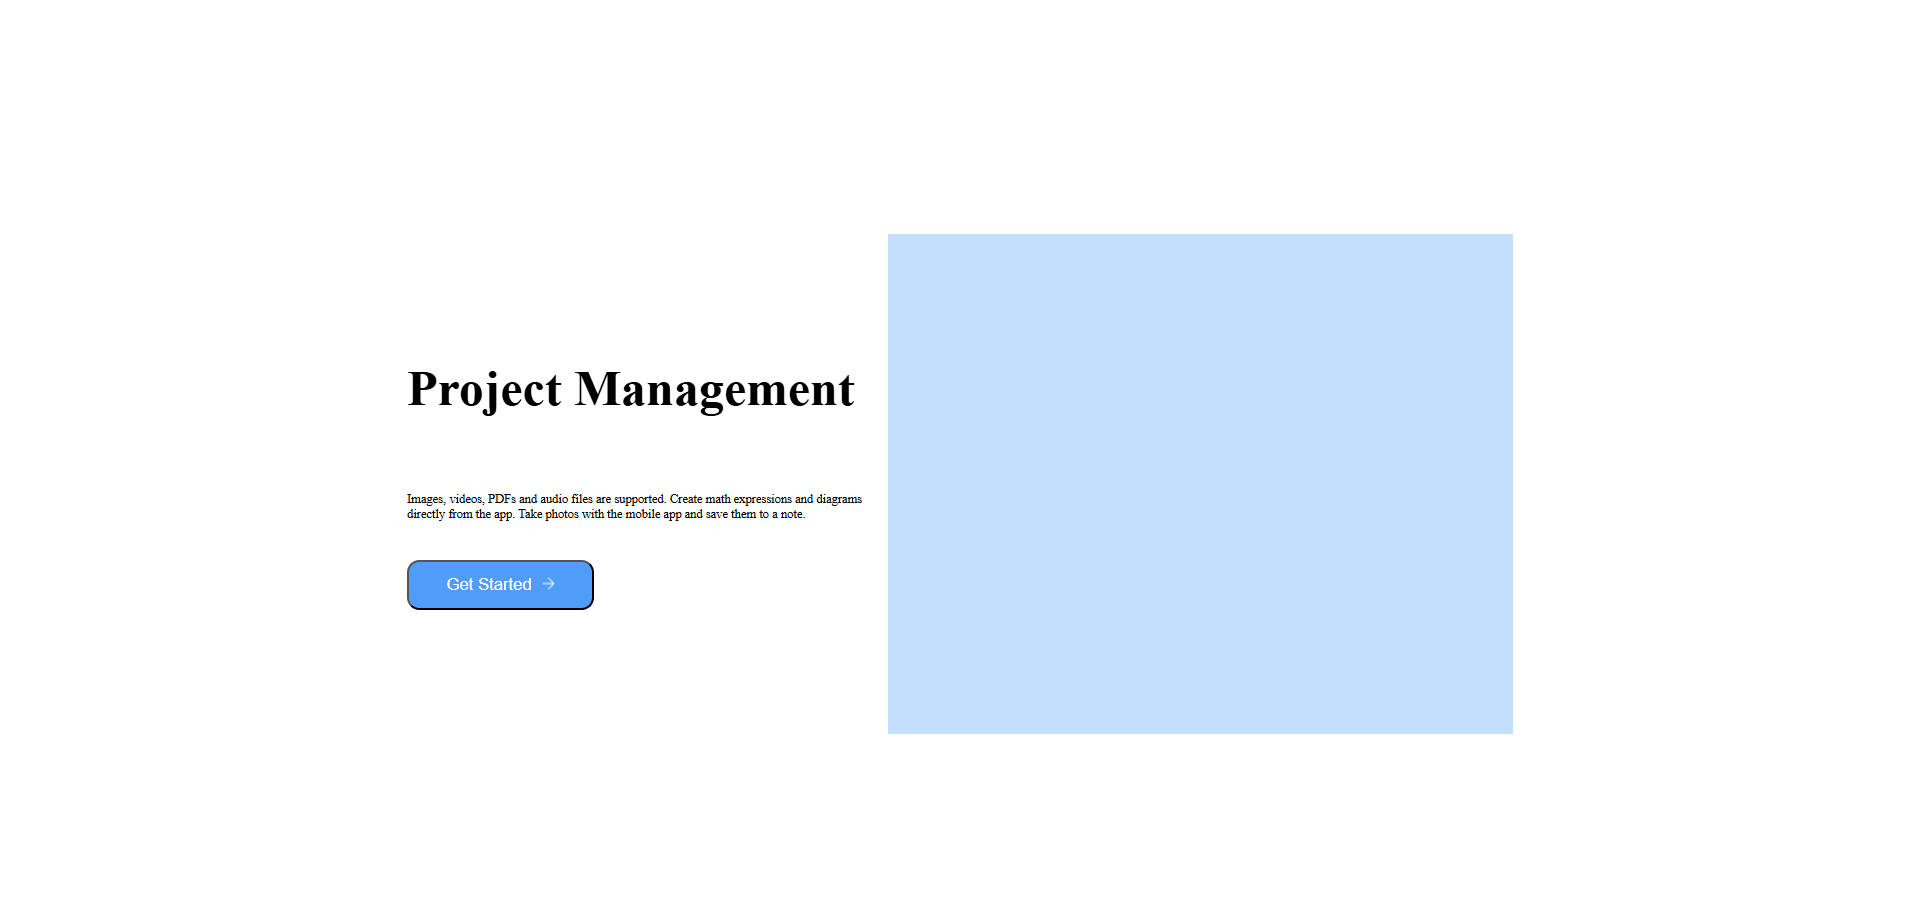 Project Management
Images, videos, PDFs and audio files are supported. Create math expressions and diagrams
directly from the app. Take photos with the mobile app and save them to a note.
Get Started →